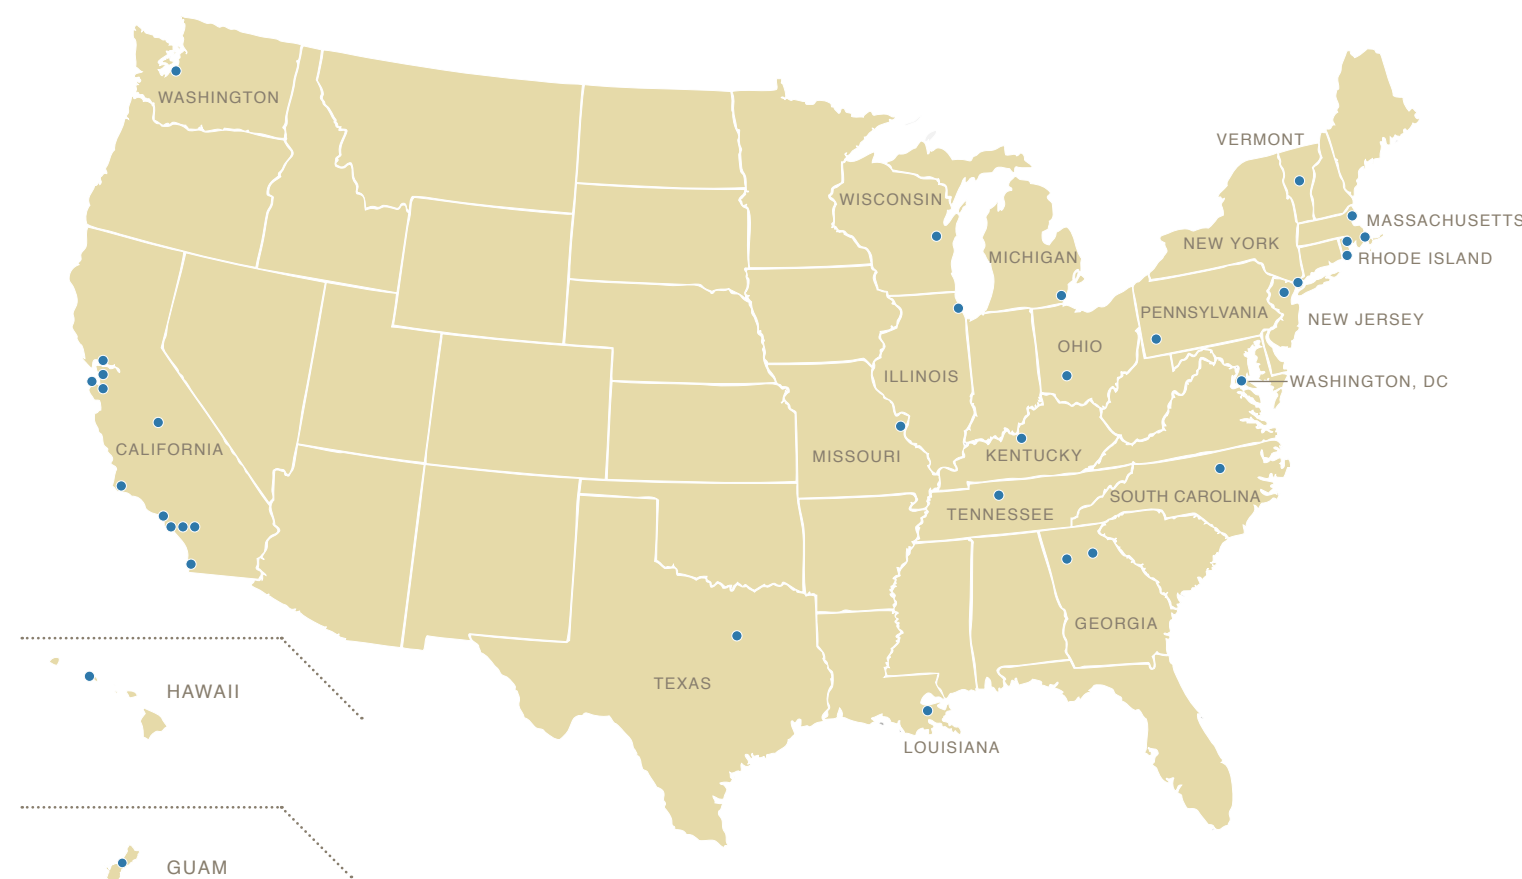 WASHINGTON
VERMONT
WISCONSIN
MASSACHUSETTS
NEW YORK
MICHIGAN
RHODE ISLAND
PENNSYLVANIA
NEW JERSEY
OHIO
ILLINOIS
WASHINGTON, DC
CALIFORNIA
MISSOURI
KENTUCKY
SOUTH CAROLINA
TENNESSEE
GEORGIA
TEXAS
HAWAII
LOUISIANA
GUAM